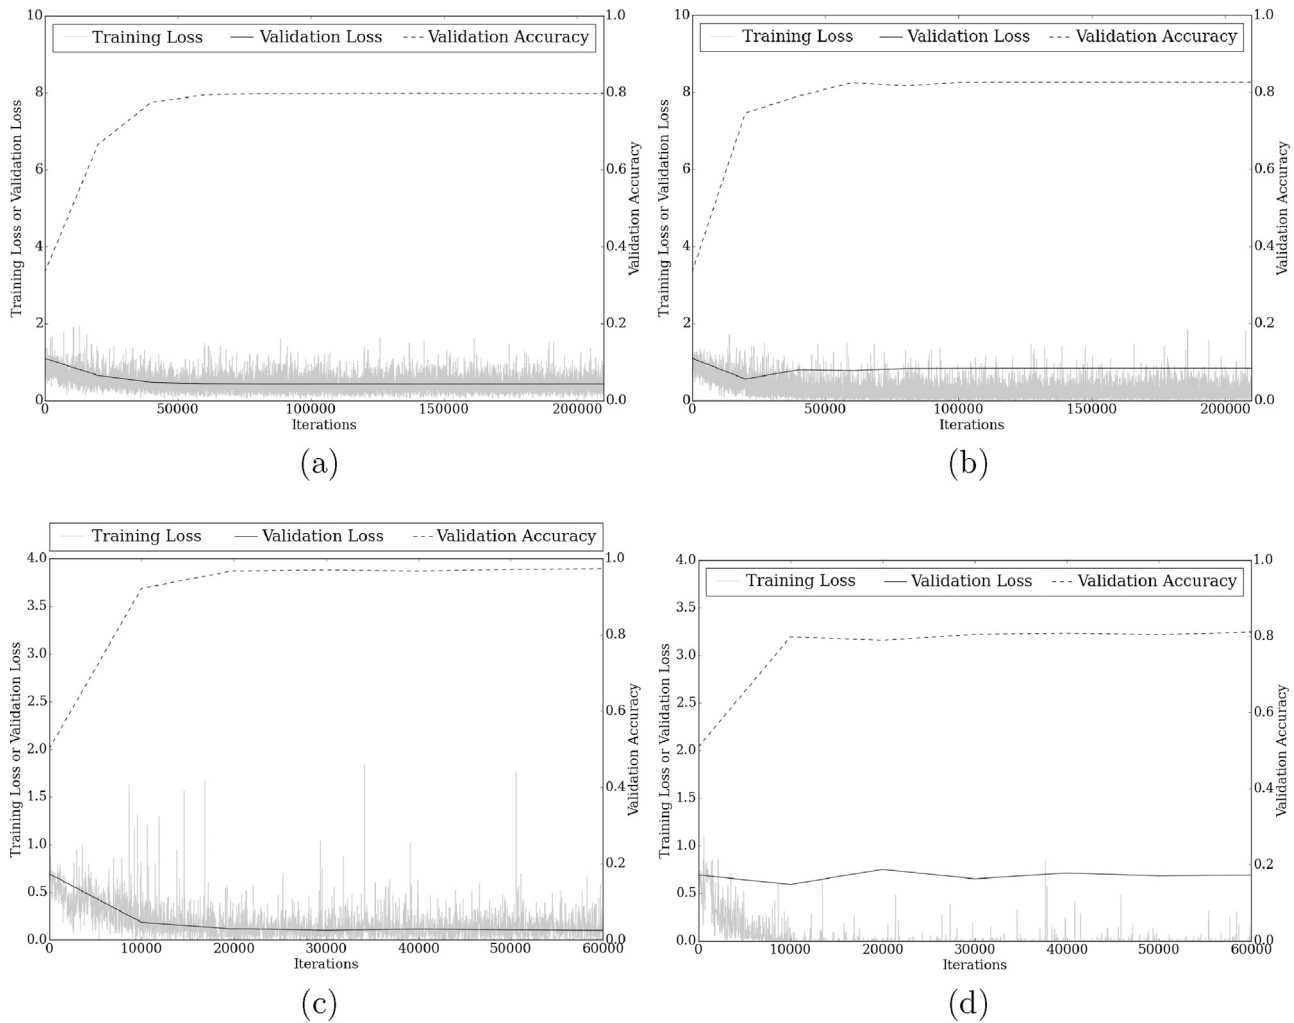 Training Loss Validation Loss Validation Accuracy
10
8
6
4
2
0
1.0
0.8
0.6
0.4
0.2
0.0
0 50000 100000 150000 200000
Iterations
Training Loss or Validation Loss
Validation Accuracy
(a)
Training Loss Validation Loss Validation Accuracy
10
8
6
4
2
0
1.0
0.8
0.6
0.4
0.2
0.0
0 50000 100000 150000 200000
Iterations
Training Loss or Validation Loss
Validation Accuracy
(b)
Training Loss Validation Loss Validation Accuracy
4.0
3.5
3.0
2.5
2.0
1.5
1.0
0.5
0.0
1.0
0.8
0.6
0.4
0.2
0.0
0 10000 20000 30000 40000 50000 60000
Iterations
Training Loss or Validation Loss
Validation Accuracy
(c)
Training Loss Validation Loss Validation Accuracy
4.0
3.5
3.0
2.5
2.0
1.5
1.0
0.5
0.0
1.0
0.8
0.6
0.4
0.2
0.0
0 10000 20000 30000 40000 50000 60000
Iterations
Training Loss or Validation Loss
Validation Accuracy
(d)